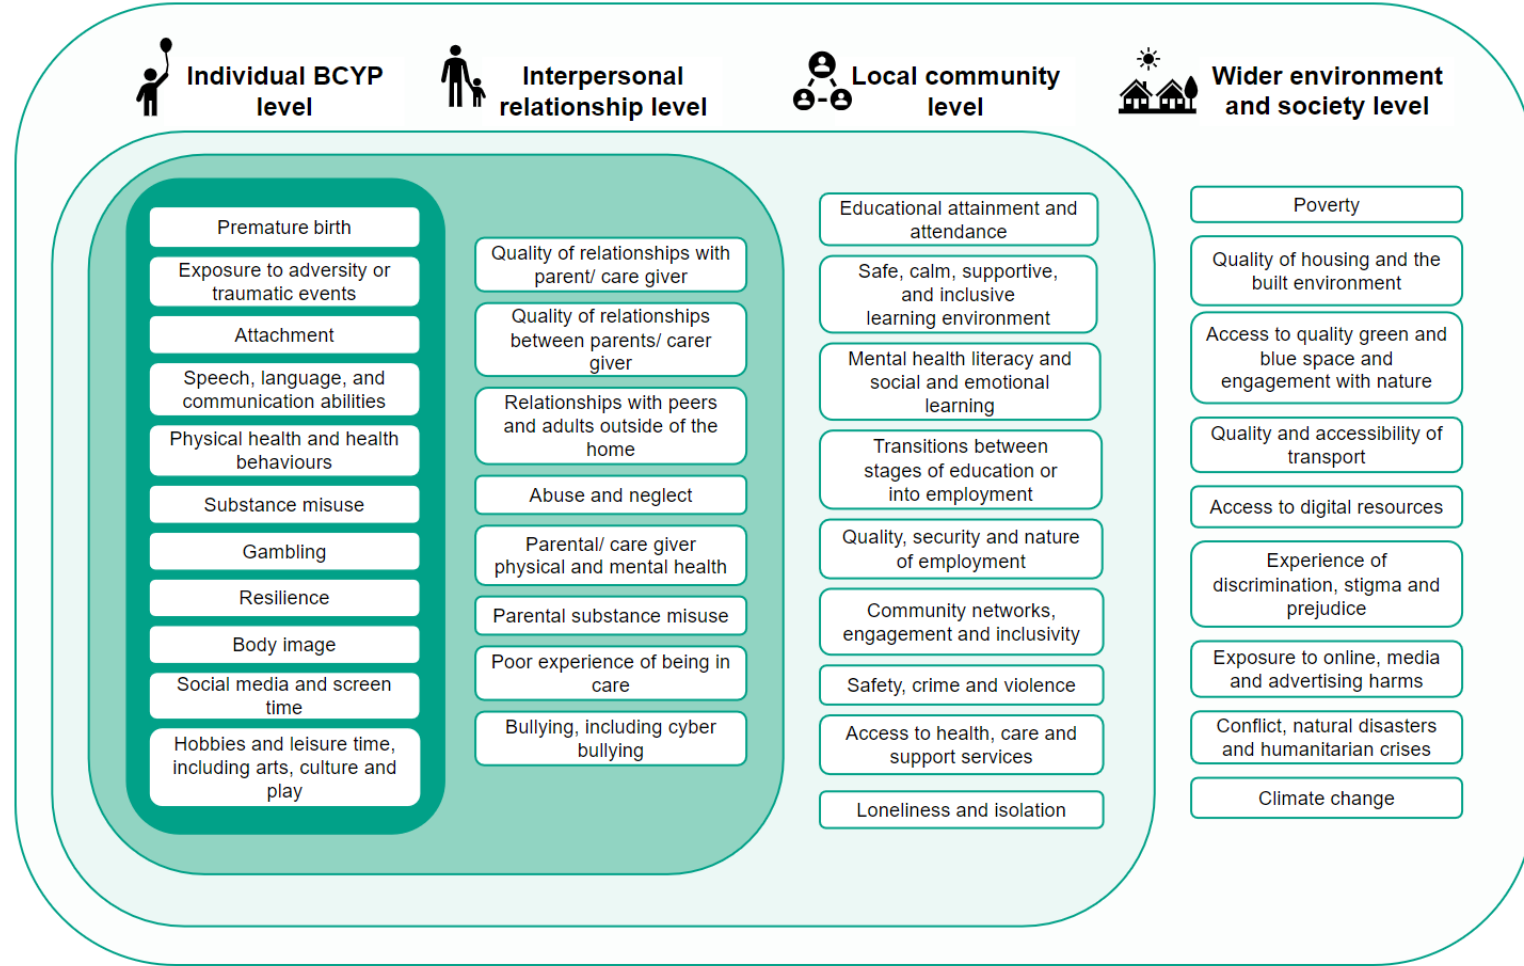 Individual BCYP
level
Interpersonal
relationship level
Local community
level
Wider environment
and society level
Premature birth
Exposure to adversity or
traumatic events
Attachment
Speech, language, and
communication abilities
Physical health and health
behaviours
Substance misuse
Gambling
Resilience
Body image
Social media and screen
time
Hobbies and leisure time,
including arts, culture and
play
Quality of relationships with
parent/ care giver
Quality of relationships
between parents/ carer
giver
Relationships with peers
and adults outside of the
home
Abuse and neglect
Parental/ care giver
physical and mental health
Parental substance misuse
Poor experience of being in
care
Bullying, including cyber
bullying
Educational attainment and
attendance
Safe, calm, supportive,
and inclusive
learning environment
Mental health literacy and
social and emotional
learning
Transitions between
stages of education or
into employment
Quality, security and nature
of employment
Community networks,
engagement and inclusivity
Safety, crime and violence
Access to health, care and
support services
Loneliness and isolation
Poverty
Quality of housing and the
built environment
Access to quality green and
blue space and
engagement with nature
Quality and accessibility of
transport
Access to digital resources
Experience of
discrimination, stigma and
prejudice
Exposure to online, media
and advertising harms
Conflict, natural disasters
and humanitarian crises
Climate change